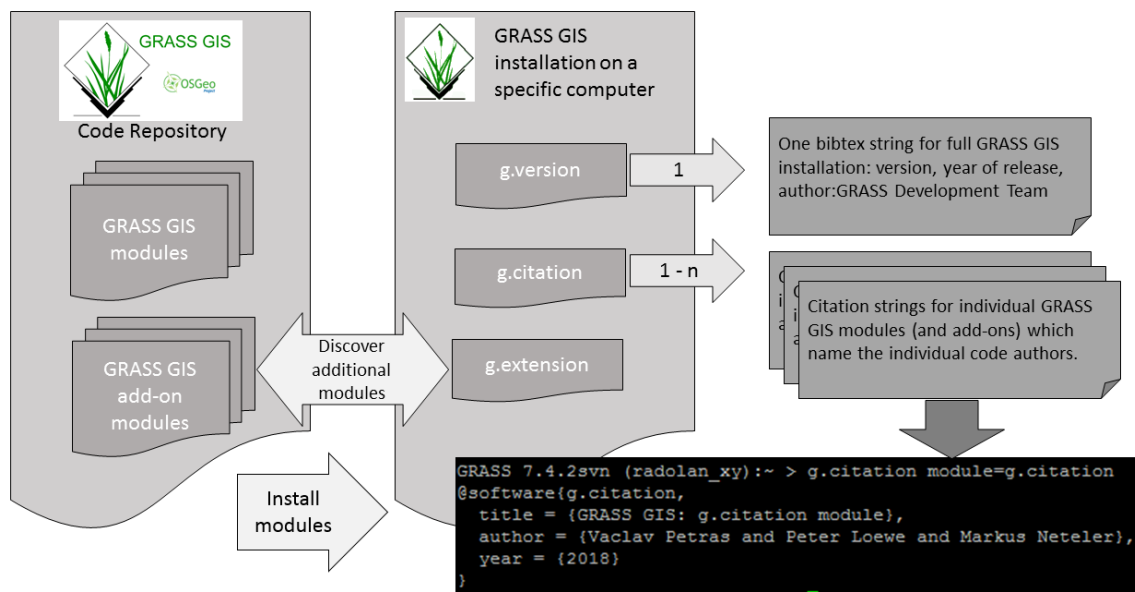 GRASS GIS
OSGeo
Project
Code Repository
GRASS GIS
modules
GRASS GIS
add-on
modules
GRASS GIS
installation on a
specific computer
g.version
g.citation
g.extension
1
1 - n
Discover
additional
modules
Install
modules
One bibtex string for full GRASS GIS
installation: version, year of release,
author:GRASS Development Team
Citation strings for individual GRASS
GIS modules (and add-ons) which
name the individual code authors.
GRASS 7.4.2svn (radolan_xy):~ > g.citation module=g.citation
@software{g.citation,
  title = {GRASS GIS: g.citation module},
  author = {Vaclav Petras and Peter Loewe and Markus Neteler},
  year = {2018}
}